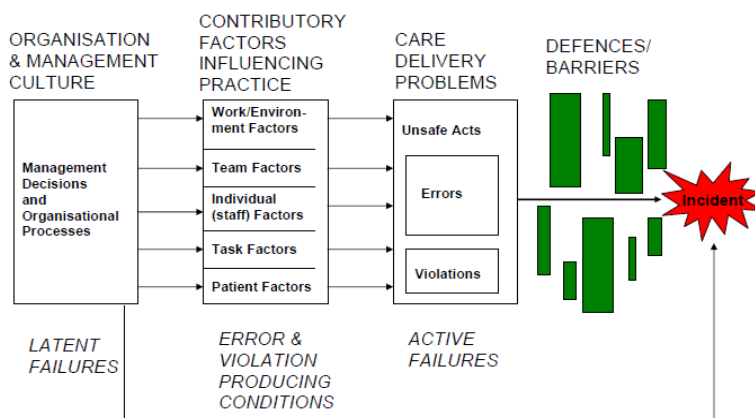 ORGANISATION
& MANAGEMENT
CULTURE
CONTRIBUTORY
FACTORS
INFLUENCING
PRACTICE
CARE
DELIVERY
PROBLEMS
DEFENCES/
BARRIERS
Management
Decisions
and
Organisational
Processes
Work/Environ-
ment Factors
Team Factors
Individual
(staff) Factors
Task Factors
Patient Factors
Unsafe Acts
Errors
Violations
Incident
LATENT
FAILURES
ERROR &
VIOLATION
PRODUCING
CONDITIONS
ACTIVE
FAILURES